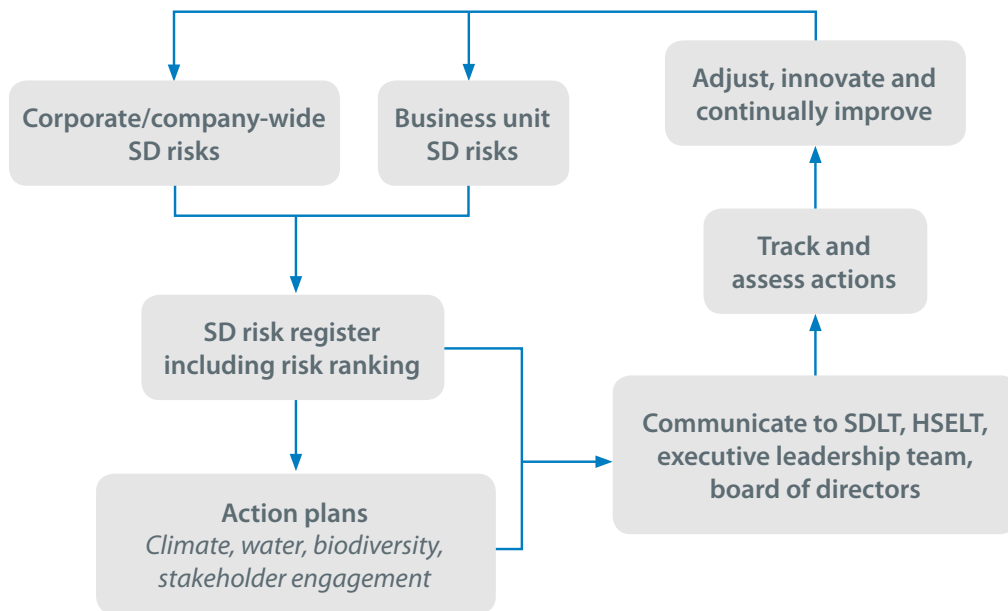 Corporate/company-wide
SD risks
Business unit
SD risks
Adjust, innovate and
continually improve
Track and
assess actions
SD risk register
including risk ranking
Communicate to SDLT, HSELT,
executive leadership team,
board of directors
Action plans
Climate, water, biodiversity,
stakeholder engagement